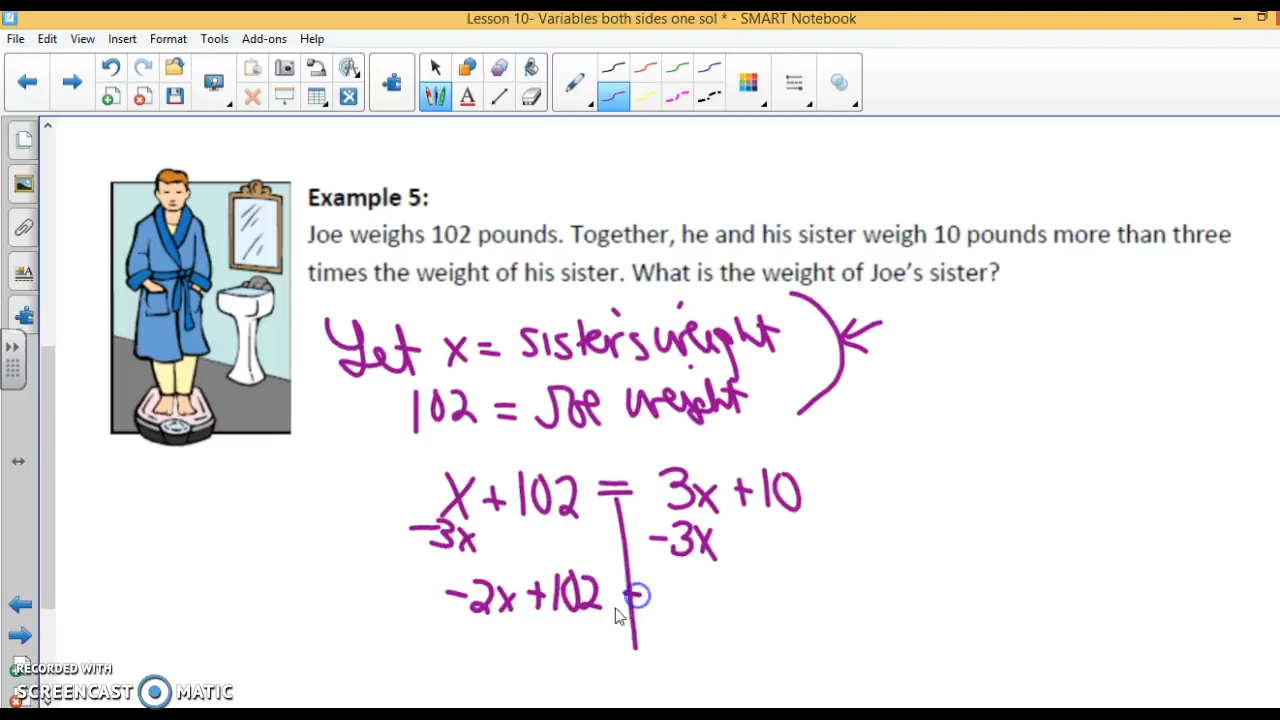 Lesson 10- Variables both sides one sol * - SMART Notebook
File Edit View Insert Format Tools Add-ons Help
Example 5:
Joe weighs 102 pounds. Together, he and his sister weigh 10 pounds more than three
times the weight of his sister. What is the weight of Joe's sister?
Let x = sister's weight
102 = Joe weight
x + 102 = 3x + 10
-3x -3x
-2x + 102 -
RECORDED WITH
SCREENCAST MATIC